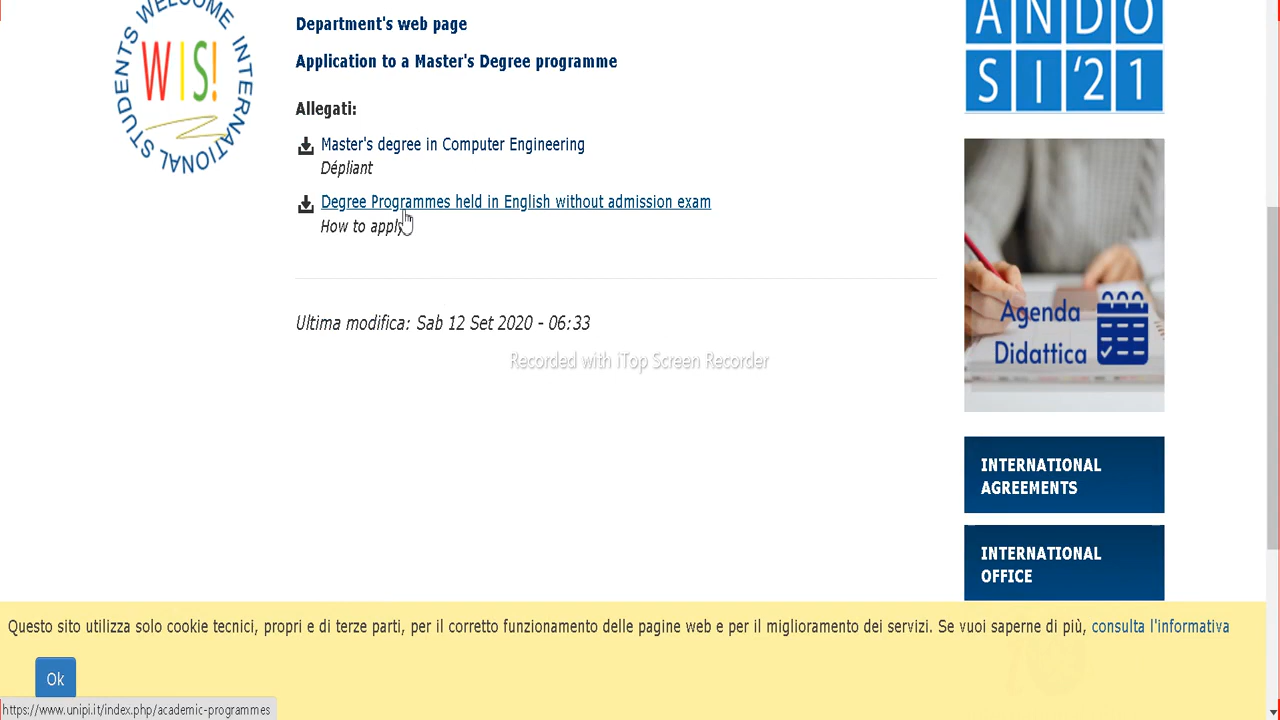 STUDENTS WELCOME INTERNATIONAL
WIS!
Department's web page
Application to a Master's Degree programme
Allegati:
Master's degree in Computer Engineering
Dépliant
Degree Programmes held in English without admission exam
How to apply
Ultima modifica: Sab 12 Set 2020 - 06:33
Recorded with iTop Screen Recorder
ANDO
SI '21
Agenda
Didattica
INTERNATIONAL
AGREEMENTS
INTERNATIONAL
OFFICE
Questo sito utilizza solo cookie tecnici, propri e di terze parti, per il corretto funzionamento delle pagine web e per il miglioramento dei servizi. Se vuoi saperne di più, consulta l'informativa
Ok
https://www.unipi.it/index.php/academic-programmes